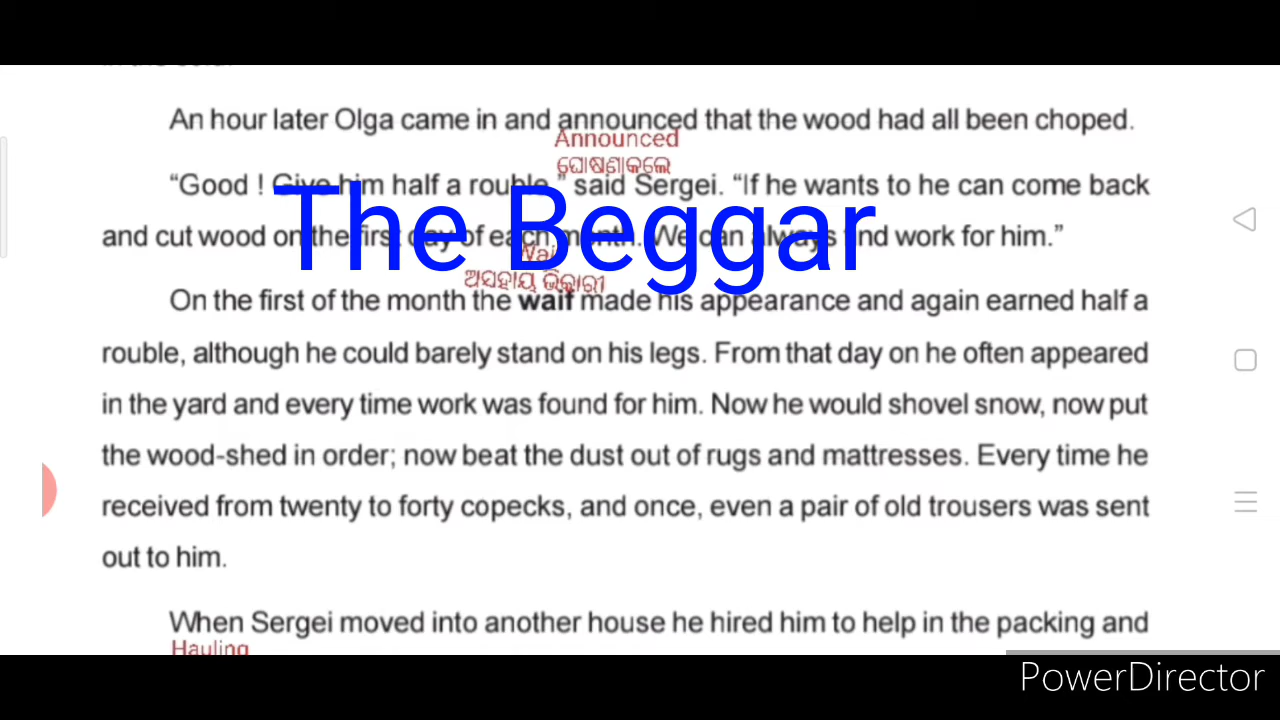 An hour later Olga came in and announced that the wood had all been choped.
Announced
ଘୋଷଣାକଲେ
“Good ! Give him half a rouble,” said Sergei. “If he wants to he can come back
The Beggar
and cut wood on the first day of each month. We can always find work for him.”
ଅସହାୟ ଭିକାରୀ
On the first of the month the waif made his appearance and again earned half a
rouble, although he could barely stand on his legs. From that day on he often appeared
in the yard and every time work was found for him. Now he would shovel snow, now put
the wood-shed in order; now beat the dust out of rugs and mattresses. Every time he
received from twenty to forty copecks, and once, even a pair of old trousers was sent
out to him.
When Sergei moved into another house he hired him to help in the packing and
Hauling
PowerDirector